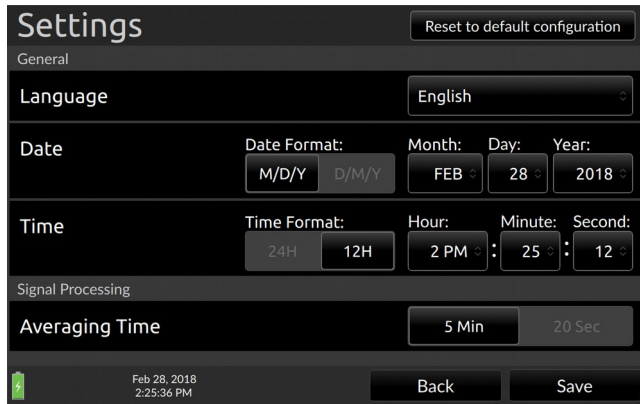 Settings
Reset to default configuration
General
Language
English
Date
Date Format:
Month:
Day:
Year:
M/D/Y
D/M/Y
FEB
28
2018
Time
Time Format:
Hour:
Minute:
Second:
24H
12H
2 PM
:
25
:
12
Signal Processing
Averaging Time
5 Min
20 Sec
Feb 28, 2018
2:25:36 PM
Back
Save